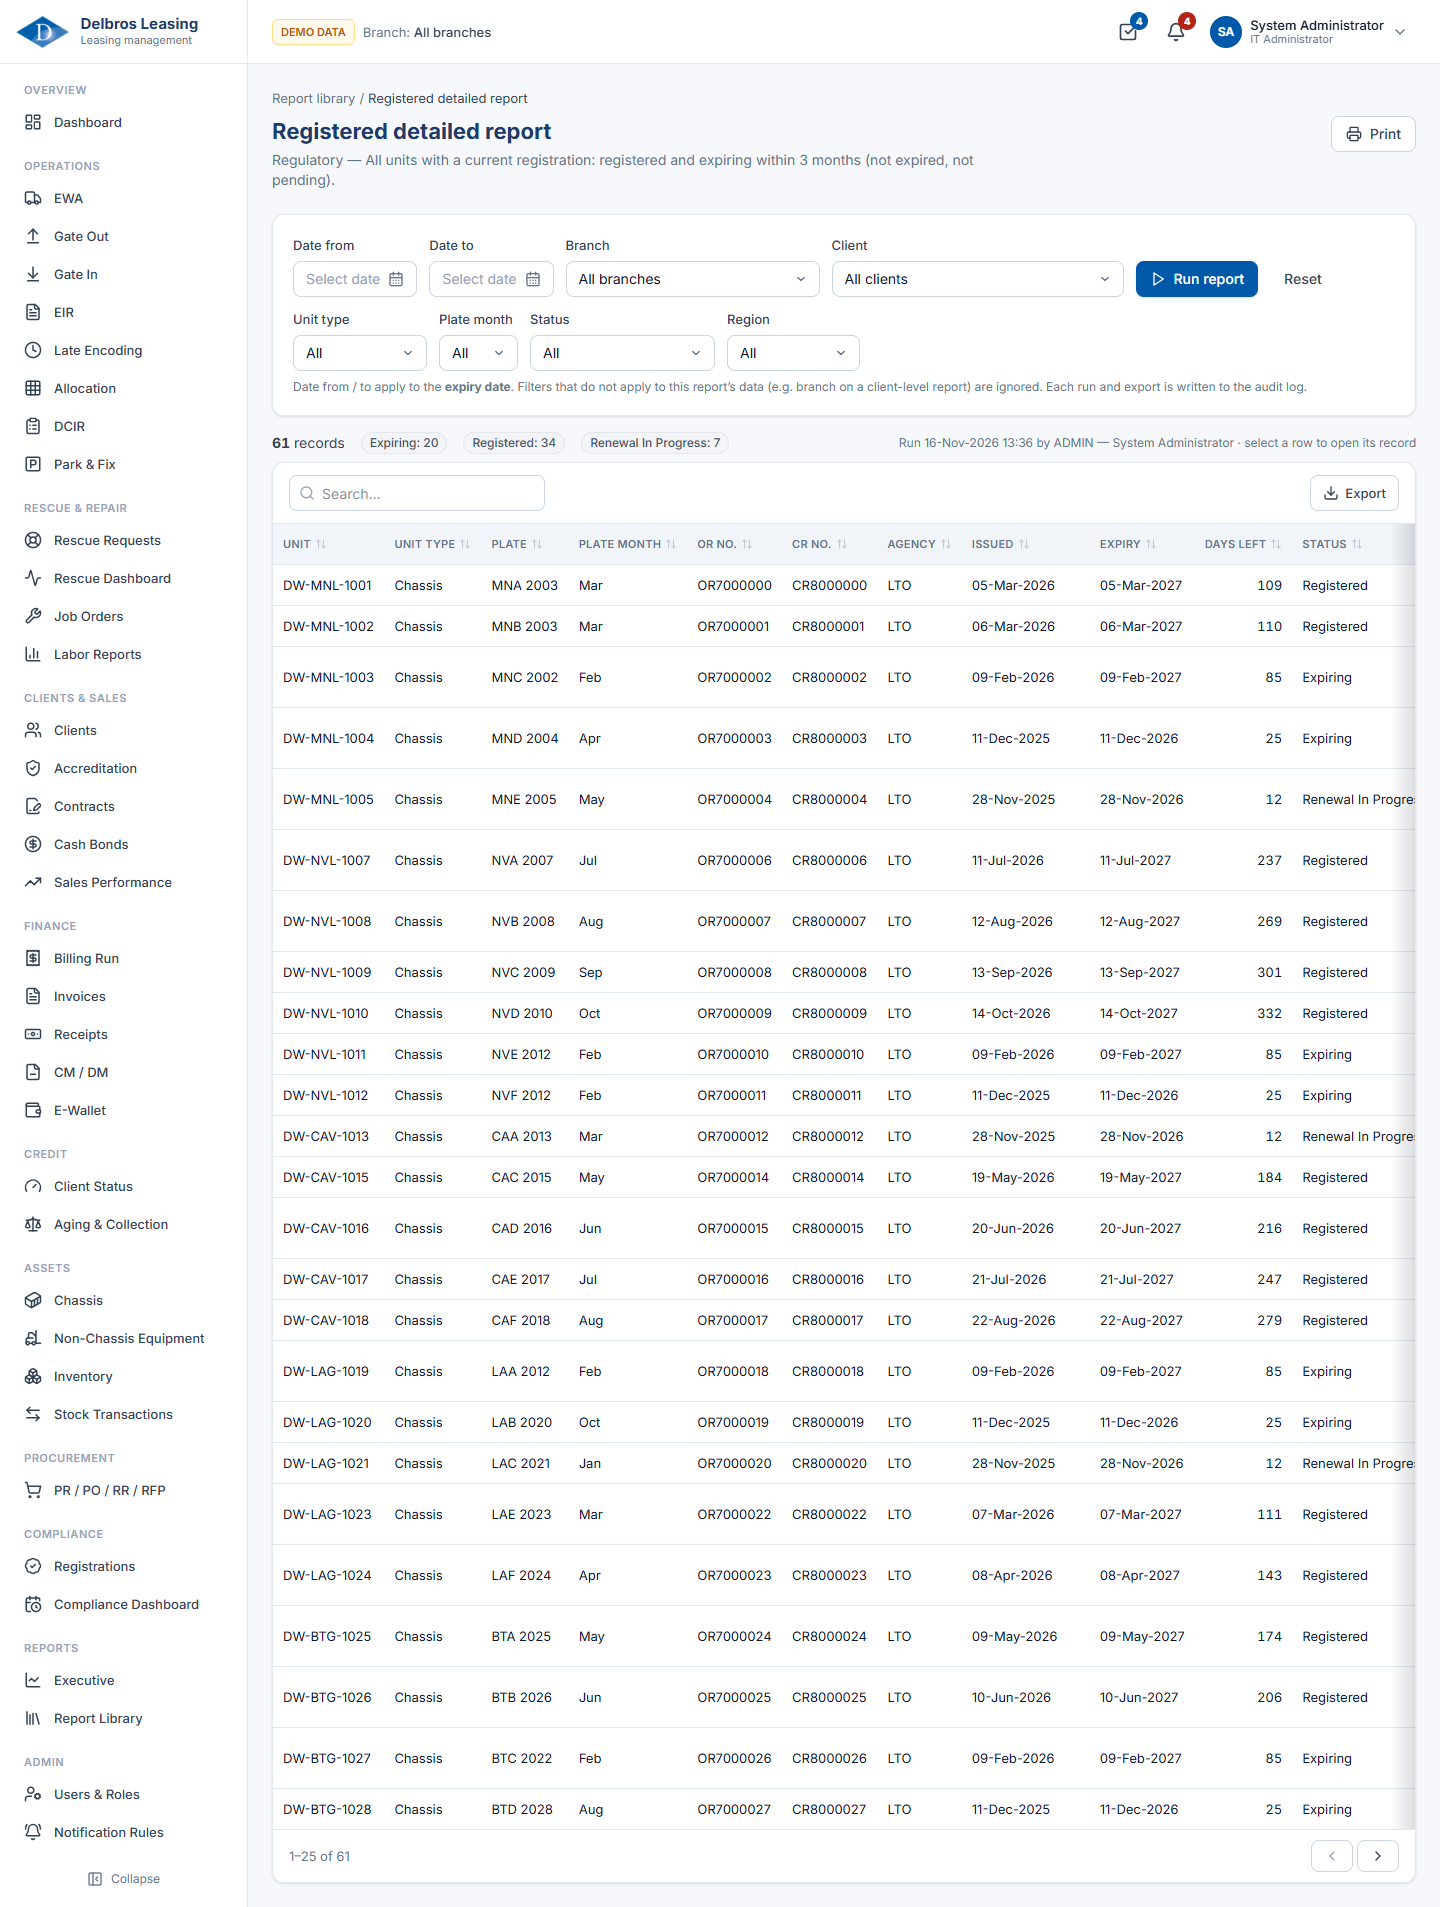 Delbros Leasing
Leasing management
DEMO DATA Branch: All branches
4
4
SA System Administrator
IT Administrator
OVERVIEW
Dashboard
OPERATIONS
EWA
Gate Out
Gate In
EIR
Late Encoding
Allocation
DCIR
Park & Fix
RESCUE & REPAIR
Rescue Requests
Rescue Dashboard
Job Orders
Labor Reports
CLIENTS & SALES
Clients
Accreditation
Contracts
Cash Bonds
Sales Performance
FINANCE
Billing Run
Invoices
Receipts
CM / DM
E-Wallet
CREDIT
Client Status
Aging & Collection
ASSETS
Chassis
Non-Chassis Equipment
Inventory
Stock Transactions
PROCUREMENT
PR / PO / RR / RFP
COMPLIANCE
Registrations
Compliance Dashboard
REPORTS
Executive
Report Library
ADMIN
Users & Roles
Notification Rules
Collapse
Report library / Registered detailed report
Registered detailed report
Print
Regulatory — All units with a current registration: registered and expiring within 3 months (not expired, not
pending).
Date from Date to Branch Client
Select date Select date All branches All clients Run report Reset
Unit type Plate month Status Region
All All All All
Date from / to apply to the expiry date. Filters that do not apply to this report's data (e.g. branch on a client-level report) are ignored. Each run and export is written to the audit log.
61 records Expiring: 20 Registered: 34 Renewal In Progress: 7 Run 16-Nov-2026 13:36 by ADMIN — System Administrator · select a row to open its record
Search... Export
UNIT UNIT TYPE PLATE PLATE MONTH OR NO. CR NO. AGENCY ISSUED EXPIRY DAYS LEFT STATUS
DW-MNL-1001 Chassis MNA 2003 Mar OR7000000 CR8000000 LTO 05-Mar-2026 05-Mar-2027 109 Registered
DW-MNL-1002 Chassis MNB 2003 Mar OR7000001 CR8000001 LTO 06-Mar-2026 06-Mar-2027 110 Registered
DW-MNL-1003 Chassis MNC 2002 Feb OR7000002 CR8000002 LTO 09-Feb-2026 09-Feb-2027 85 Expiring
DW-MNL-1004 Chassis MND 2004 Apr OR7000003 CR8000003 LTO 11-Dec-2025 11-Dec-2026 25 Expiring
DW-MNL-1005 Chassis MNE 2005 May OR7000004 CR8000004 LTO 28-Nov-2025 28-Nov-2026 12 Renewal In Progre
DW-NVL-1007 Chassis NVA 2007 Jul OR7000006 CR8000006 LTO 11-Jul-2026 11-Jul-2027 237 Registered
DW-NVL-1008 Chassis NVB 2008 Aug OR7000007 CR8000007 LTO 12-Aug-2026 12-Aug-2027 269 Registered
DW-NVL-1009 Chassis NVC 2009 Sep OR7000008 CR8000008 LTO 13-Sep-2026 13-Sep-2027 301 Registered
DW-NVL-1010 Chassis NVD 2010 Oct OR7000009 CR8000009 LTO 14-Oct-2026 14-Oct-2027 332 Registered
DW-NVL-1011 Chassis NVE 2012 Feb OR7000010 CR8000010 LTO 09-Feb-2026 09-Feb-2027 85 Expiring
DW-NVL-1012 Chassis NVF 2012 Feb OR7000011 CR8000011 LTO 11-Dec-2025 11-Dec-2026 25 Expiring
DW-CAV-1013 Chassis CAA 2013 Mar OR7000012 CR8000012 LTO 28-Nov-2025 28-Nov-2026 12 Renewal In Progre
DW-CAV-1015 Chassis CAC 2015 May OR7000014 CR8000014 LTO 19-May-2026 19-May-2027 184 Registered
DW-CAV-1016 Chassis CAD 2016 Jun OR7000015 CR8000015 LTO 20-Jun-2026 20-Jun-2027 216 Registered
DW-CAV-1017 Chassis CAE 2017 Jul OR7000016 CR8000016 LTO 21-Jul-2026 21-Jul-2027 247 Registered
DW-CAV-1018 Chassis CAF 2018 Aug OR7000017 CR8000017 LTO 22-Aug-2026 22-Aug-2027 279 Registered
DW-LAG-1019 Chassis LAA 2012 Feb OR7000018 CR8000018 LTO 09-Feb-2026 09-Feb-2027 85 Expiring
DW-LAG-1020 Chassis LAB 2020 Oct OR7000019 CR8000019 LTO 11-Dec-2025 11-Dec-2026 25 Expiring
DW-LAG-1021 Chassis LAC 2021 Jan OR7000020 CR8000020 LTO 28-Nov-2025 28-Nov-2026 12 Renewal In Progre
DW-LAG-1023 Chassis LAE 2023 Mar OR7000022 CR8000022 LTO 07-Mar-2026 07-Mar-2027 111 Registered
DW-LAG-1024 Chassis LAF 2024 Apr OR7000023 CR8000023 LTO 08-Apr-2026 08-Apr-2027 143 Registered
DW-BTG-1025 Chassis BTA 2025 May OR7000024 CR8000024 LTO 09-May-2026 09-May-2027 174 Registered
DW-BTG-1026 Chassis BTB 2026 Jun OR7000025 CR8000025 LTO 10-Jun-2026 10-Jun-2027 206 Registered
DW-BTG-1027 Chassis BTC 2022 Feb OR7000026 CR8000026 LTO 09-Feb-2026 09-Feb-2027 85 Expiring
DW-BTG-1028 Chassis BTD 2028 Aug OR7000027 CR8000027 LTO 11-Dec-2025 11-Dec-2026 25 Expiring
1–25 of 61